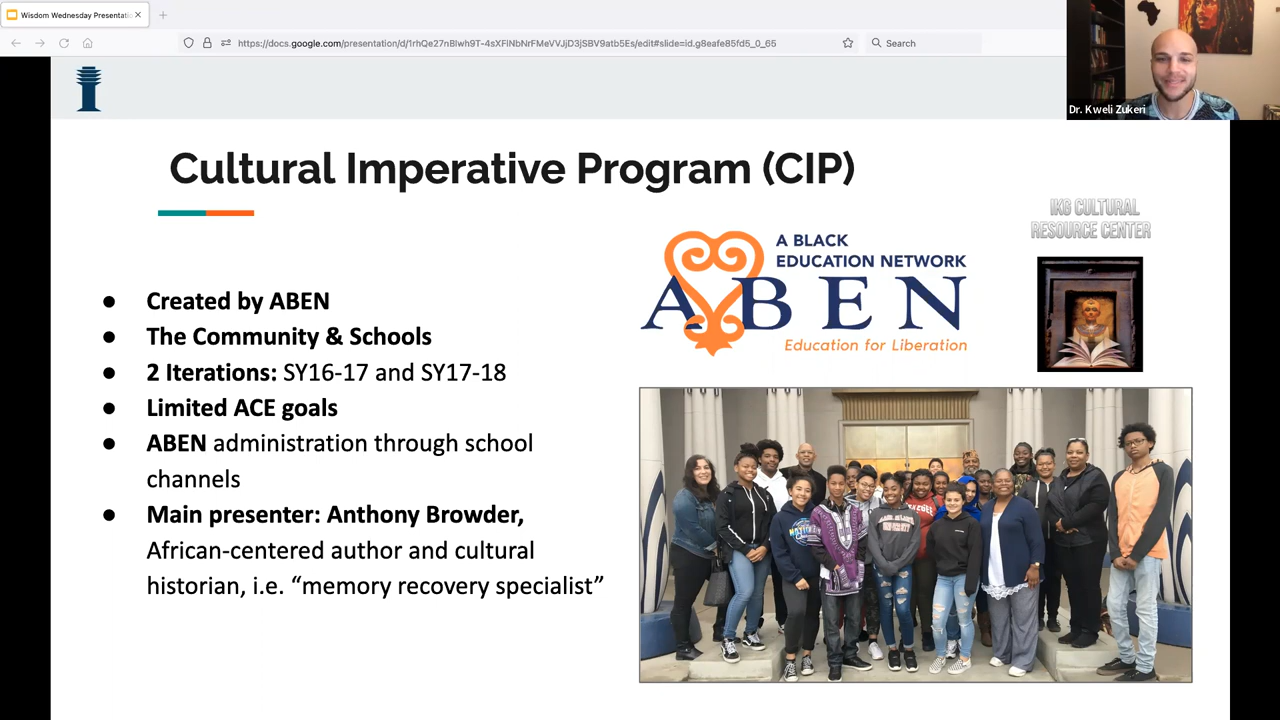 Wisdom Wednesday Presentati
https://docs.google.com/presentation/d/1rhQe27nBlwh9T-4sXFlNbNrFMeVVJjD3jSBV9atb5Es/edit#slide=id.g8eafe85fd5_0_65
Search
Dr. Kweli Zukeri
Cultural Imperative Program (CIP)
IKG CULTURAL
RESOURCE CENTER
A BLACK
EDUCATION NETWORK
ABEN
Education for Liberation
● Created by ABEN
● The Community & Schools
● 2 Iterations: SY16-17 and SY17-18
● Limited ACE goals
● ABEN administration through school
channels
● Main presenter: Anthony Browder,
African-centered author and cultural
historian, i.e. “memory recovery specialist”